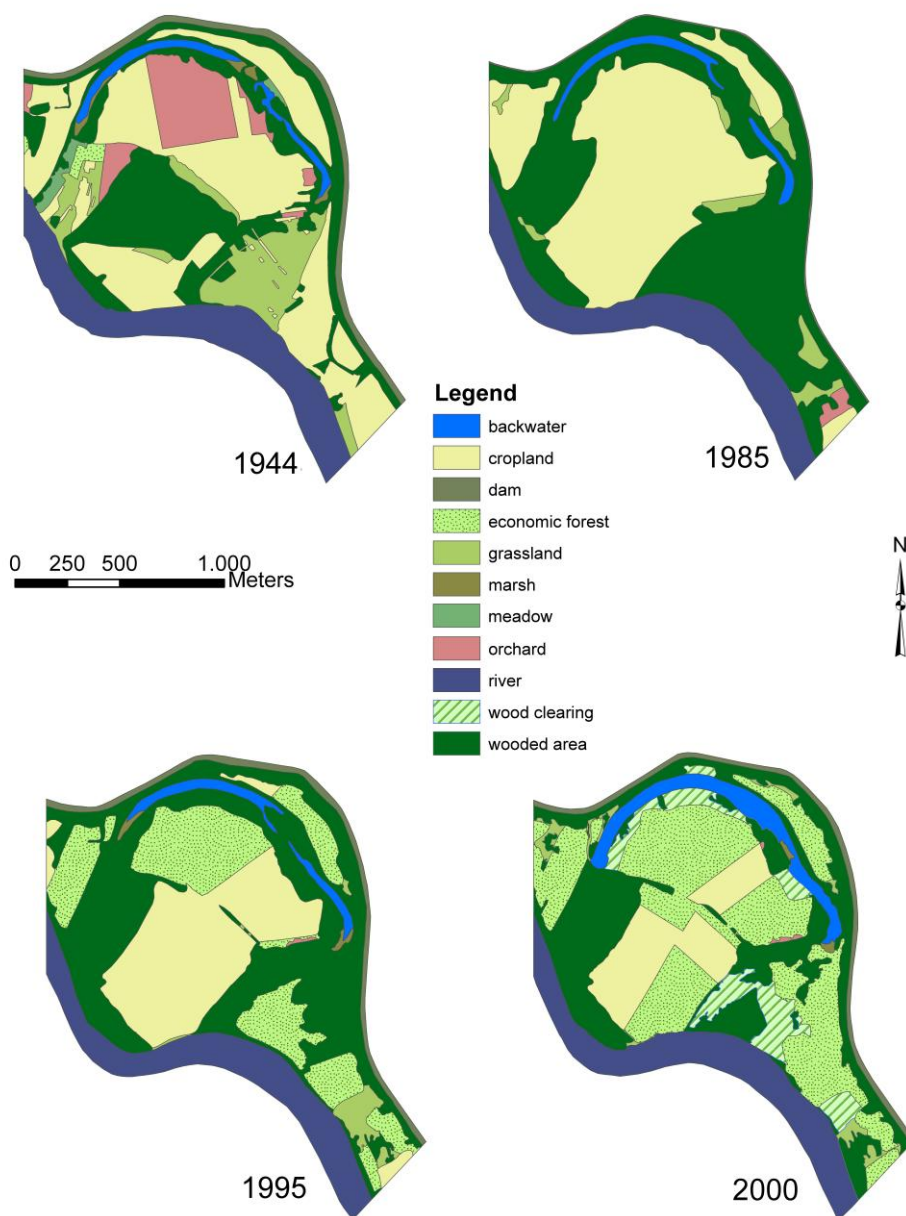 1944
1985
Legend
backwater
cropland
dam
economic forest
grassland
marsh
meadow
orchard
river
wood clearing
wooded area
0 250 500 1.000
Meters
N
1995
2000